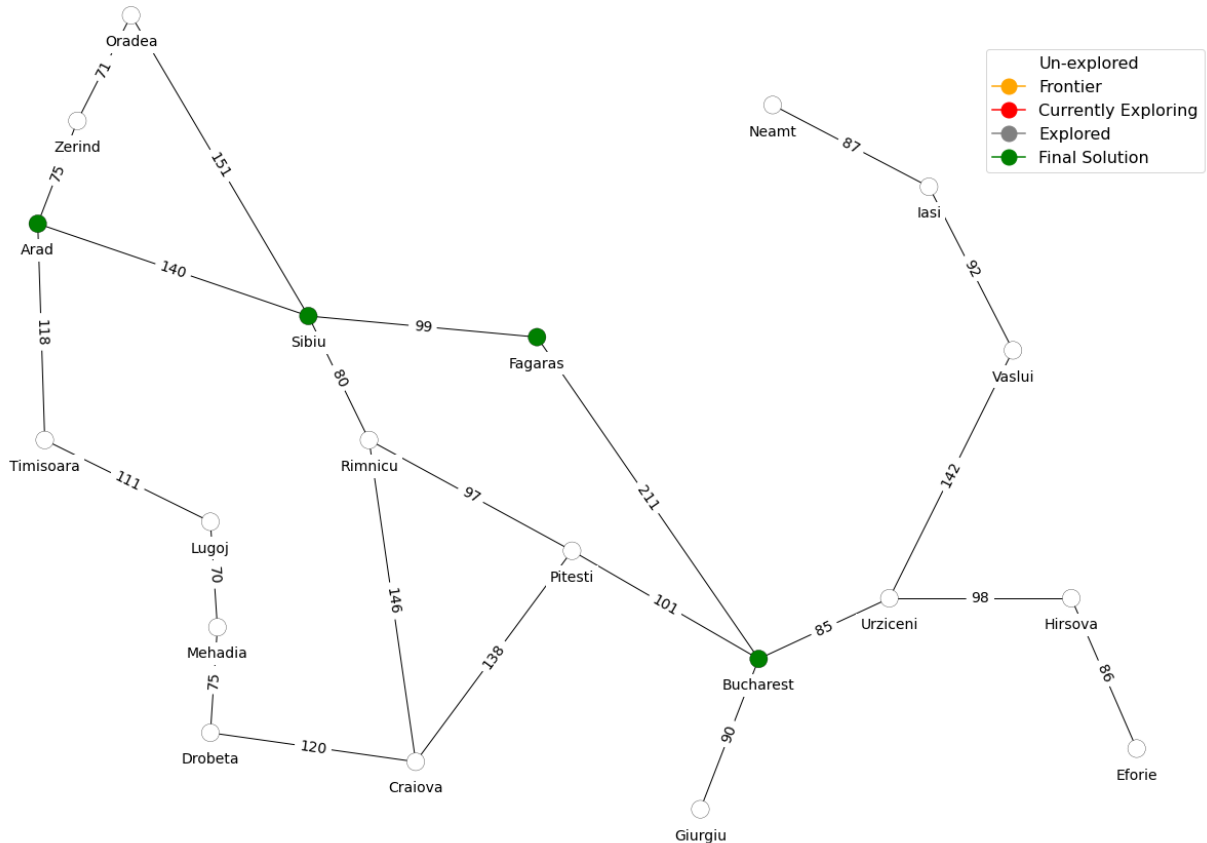 Oradea
71
Zerind
75
151
Arad
140
118
Sibiu
99
Fagaras
80
Timisoara
Rimnicu
111
97
211
Lugoj
70
Pitesti
146
101
138
Mehadia
75
Drobeta
120
Craiova
Bucharest
85
90
Giurgiu
Neamt
87
Iasi
92
Vaslui
142
Urziceni
98
Hirsova
86
Eforie
Un-explored
Frontier
Currently Exploring
Explored
Final Solution